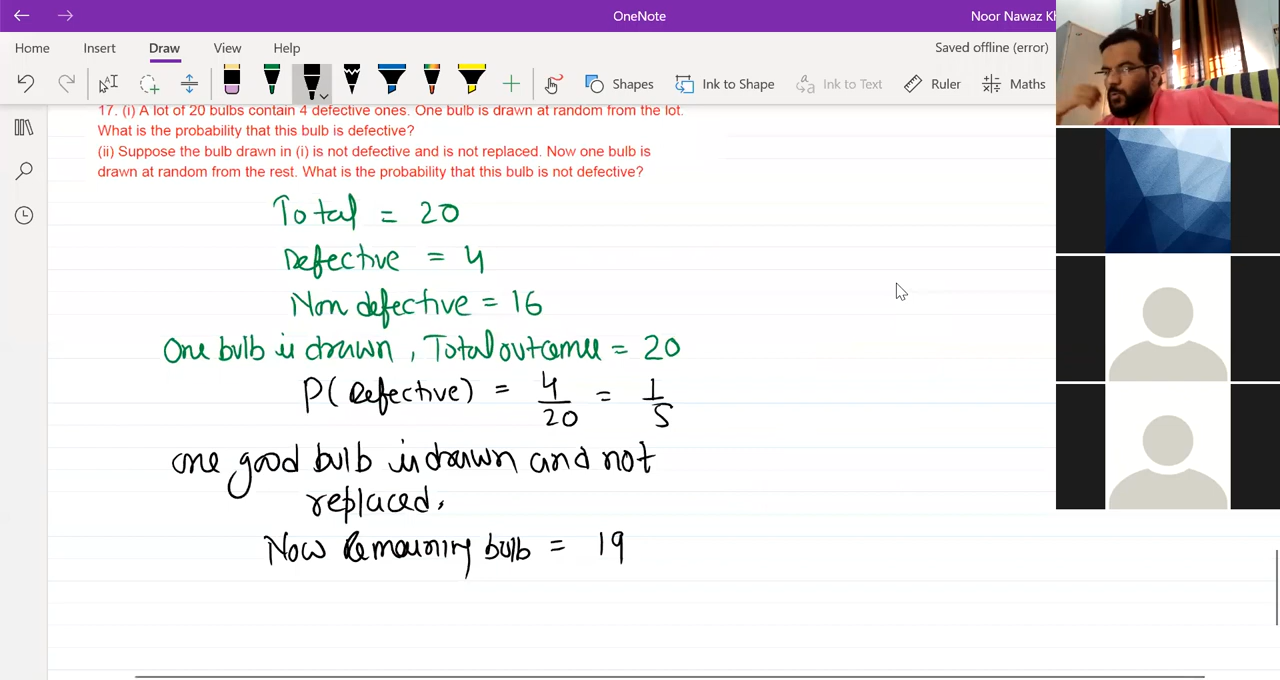 OneNote
Noor Nawaz Kh
Home Insert Draw View Help
Saved offline (error)
Shapes Ink to Shape Ink to Text Ruler Maths
17. (i) A lot of 20 bulbs contain 4 defective ones. One bulb is drawn at random from the lot.
What is the probability that this bulb is defective?
(ii) Suppose the bulb drawn in (i) is not defective and is not replaced. Now one bulb is
drawn at random from the rest. What is the probability that this bulb is not defective?
Total = 20
Defective = 4
Non defective = 16
One bulb is drawn, Total outcome = 20
P(Defective) = 4/20 = 1/5
one good bulb is drawn and not
replaced.
Now Remaining bulb = 19